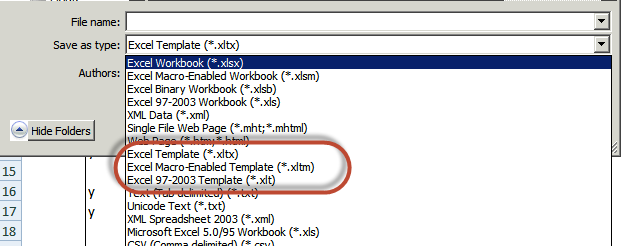 File name:
Save as type: Excel Template (*.xltx)
Authors:
Excel Workbook (*.xlsx)
Excel Macro-Enabled Workbook (*.xlsm)
Excel Binary Workbook (*.xlsb)
Excel 97-2003 Workbook (*.xls)
XML Data (*.xml)
Single File Web Page (*.mht;*.mhtml)
Hide Folders
Web Page (*.htm;*.html)
Excel Template (*.xltx)
Excel Macro-Enabled Template (*.xltm)
15
Excel 97-2003 Template (*.xlt)
16 y Text (Tab delimited) (*.txt)
17 y Unicode Text (*.txt)
XML Spreadsheet 2003 (*.xml)
18 Microsoft Excel 5.0/95 Workbook (*.xls)
CSV (Comma delimited) (*.csv)